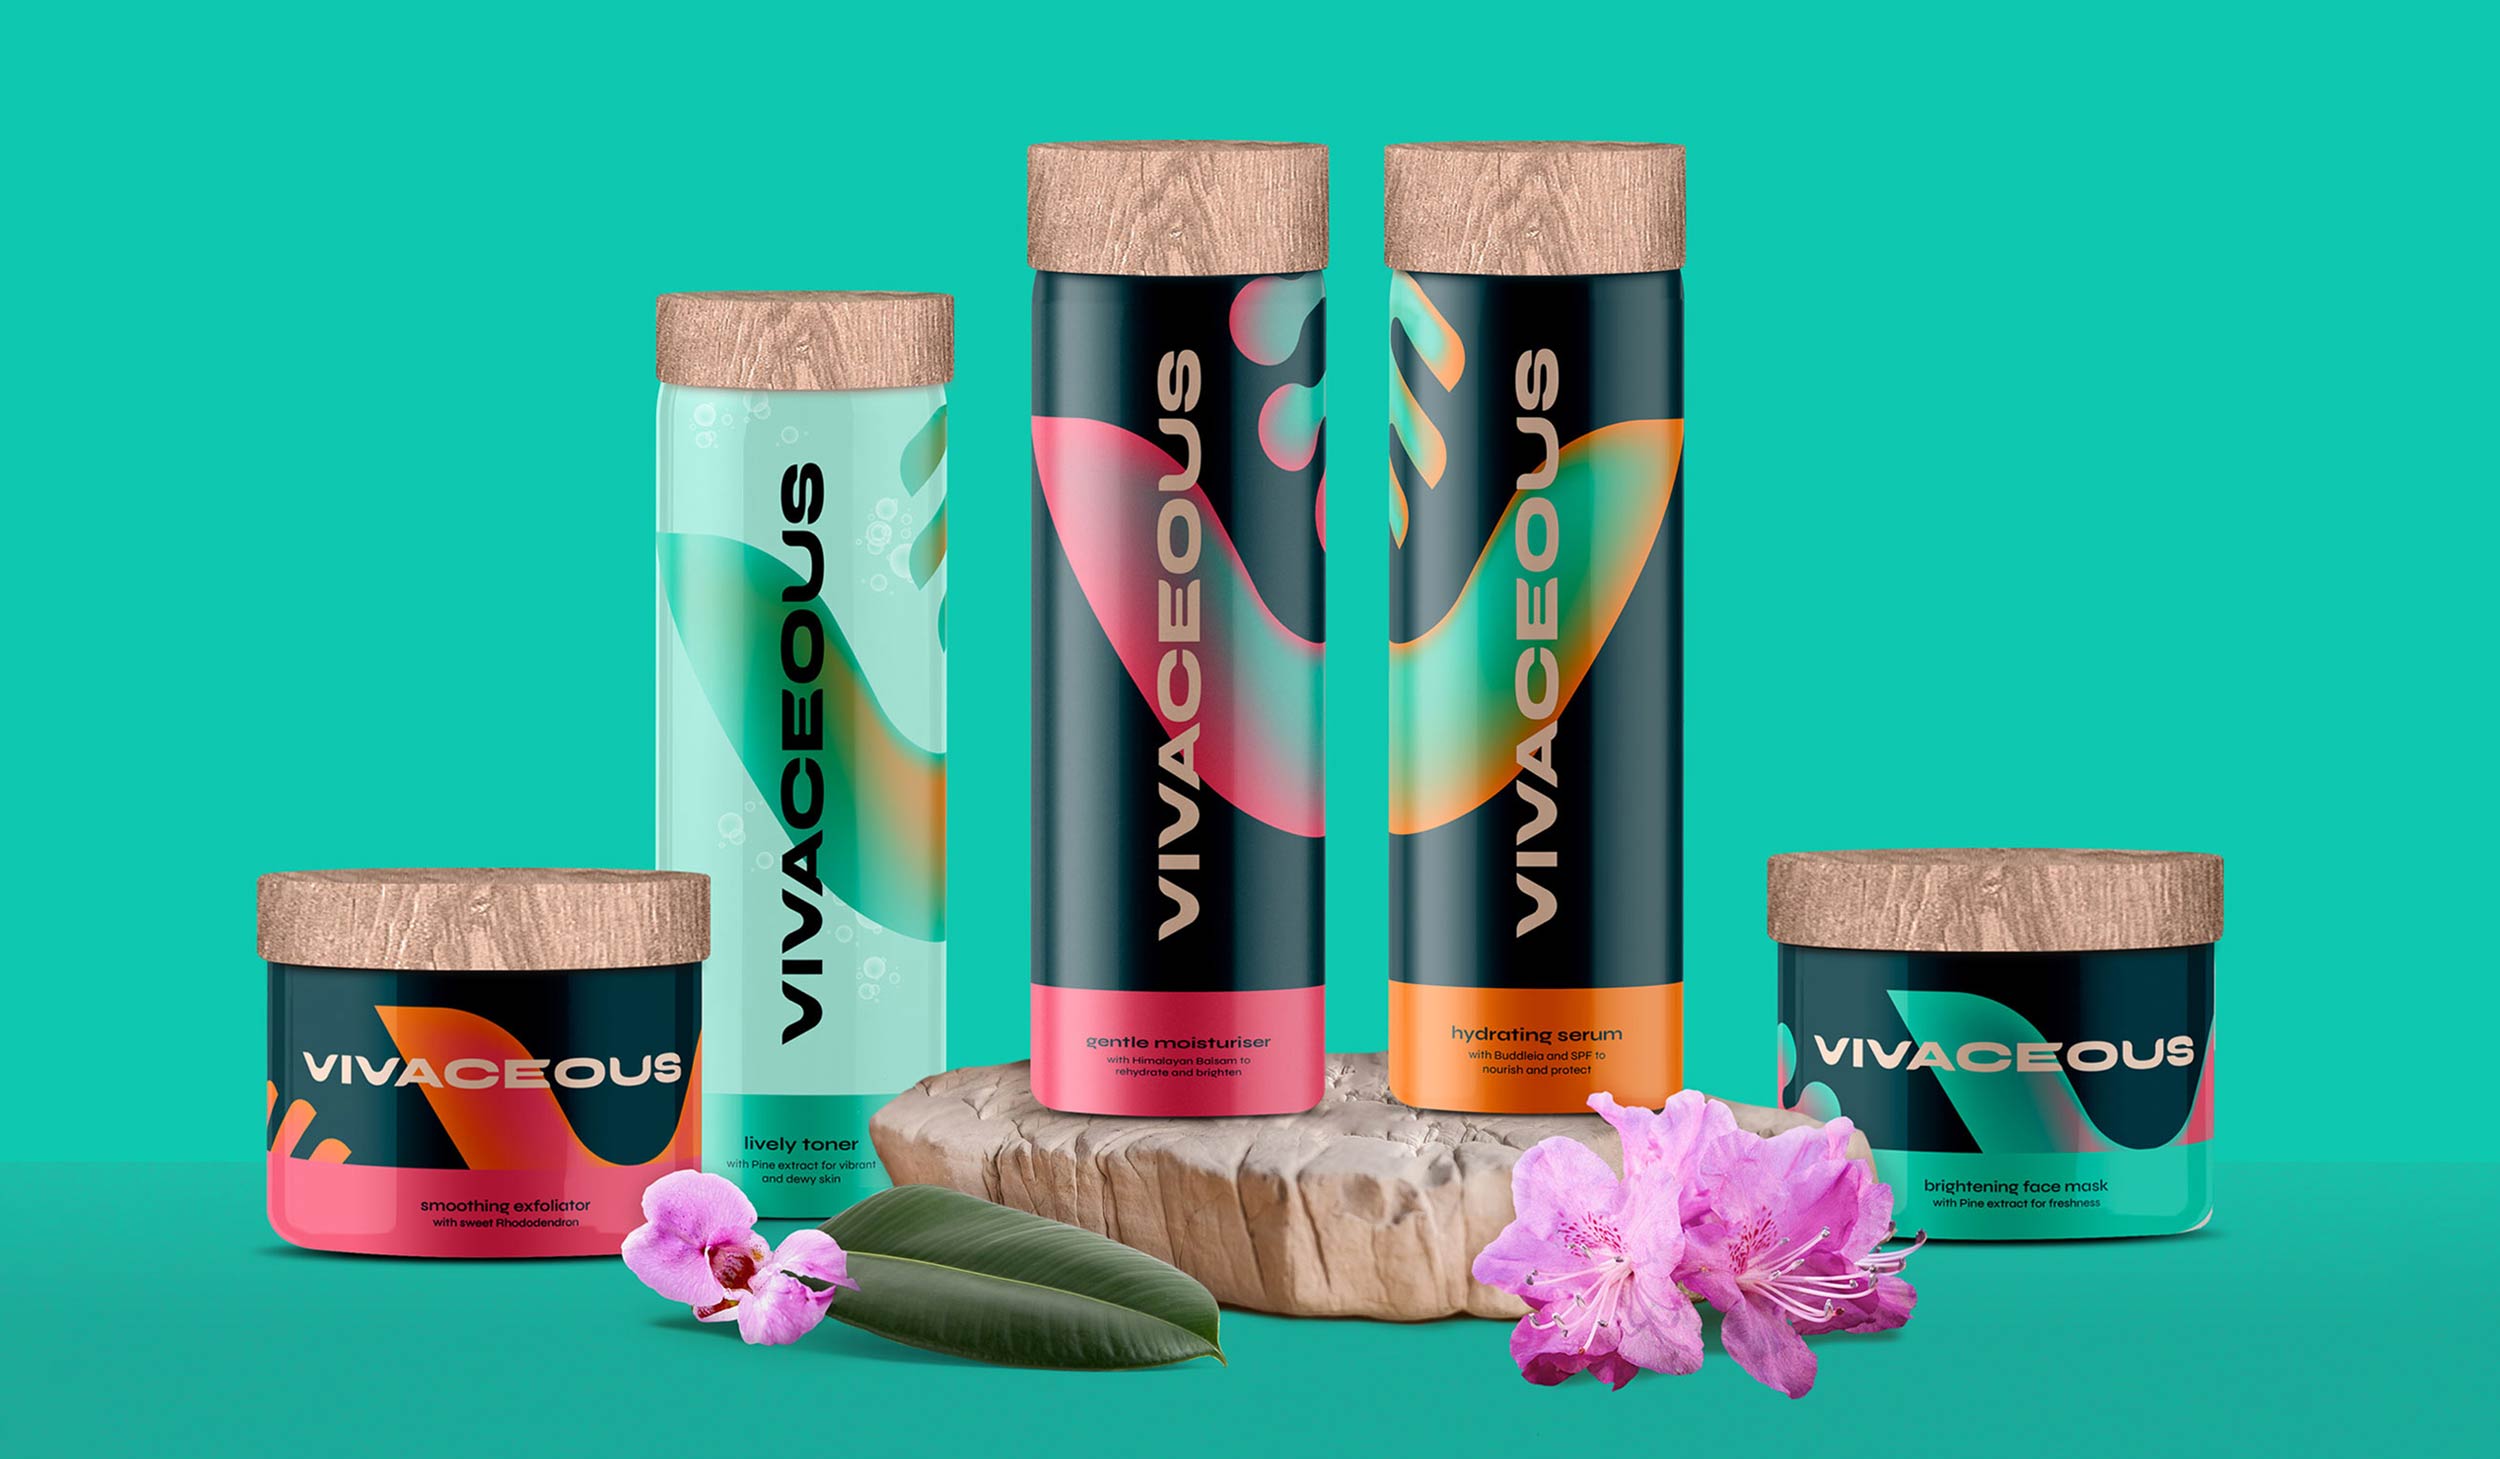 VIVACEOUS
smoothing exfoliator
with sweet Rhododendron
VIVACEOUS
lively toner
with Pine extract for vibrant
and dewy skin
VIVACEOUS
gentle moisturiser
with Himalayan Balsam to
rehydrate and brighten
VIVACEOUS
hydrating serum
with Buddleia and SPF to
nourish and protect
VIVACEOUS
brightening face mask
with Pine extract for freshness